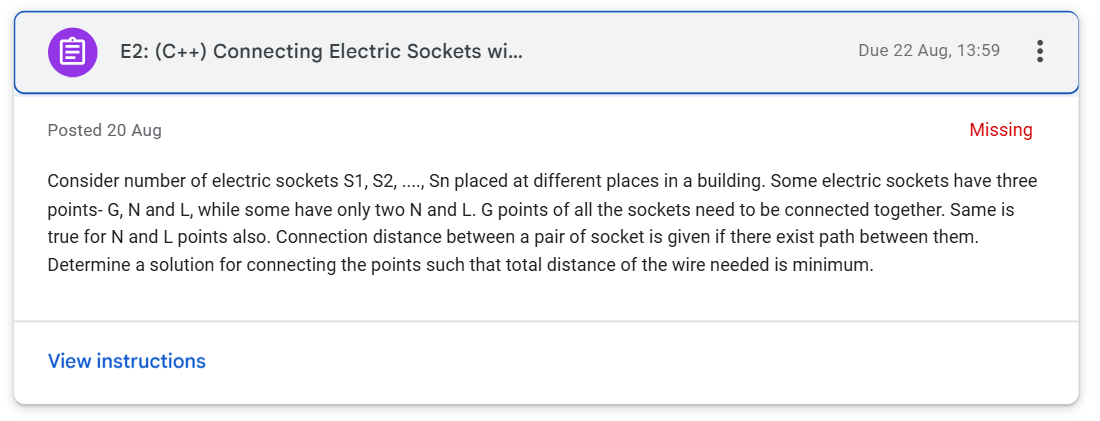 E2: (C++) Connecting Electric Sockets wi...
Due 22 Aug, 13:59
Posted 20 Aug
Missing
Consider number of electric sockets S1, S2, ...., Sn placed at different places in a building. Some electric sockets have three
points- G, N and L, while some have only two N and L. G points of all the sockets need to be connected together. Same is
true for N and L points also. Connection distance between a pair of socket is given if there exist path between them.
Determine a solution for connecting the points such that total distance of the wire needed is minimum.
View instructions